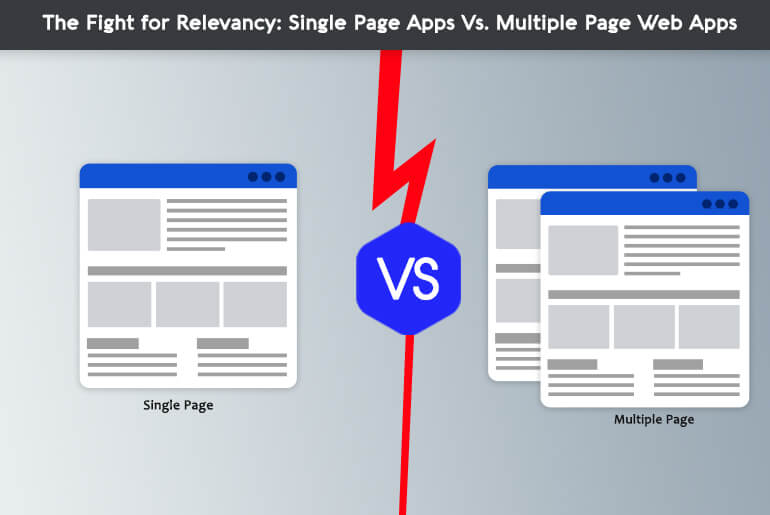 The Fight for Relevancy: Single Page Apps Vs. Multiple Page Web Apps
VS
Single Page
Multiple Page